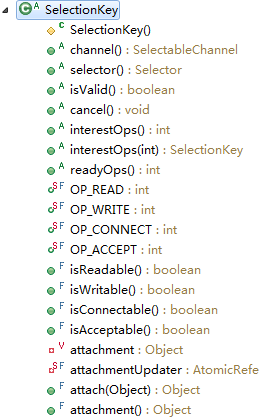 SelectionKey
SelectionKey()
channel() : SelectableChannel
selector() : Selector
isValid() : boolean
cancel() : void
interestOps() : int
interestOps(int) : SelectionKey
readyOps() : int
OP_READ : int
OP_WRITE : int
OP_CONNECT : int
OP_ACCEPT : int
isReadable() : boolean
isWritable() : boolean
isConnectable() : boolean
isAcceptable() : boolean
attachment : Object
attachmentUpdater : AtomicRefe
attach(Object) : Object
attachment() : Object